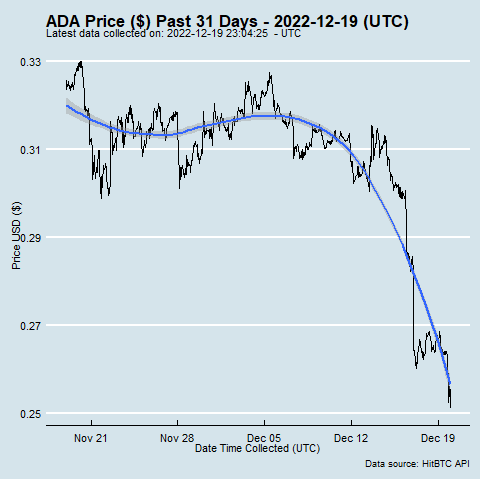 ADA Price ($) Past 31 Days - 2022-12-19 (UTC)
Latest data collected on: 2022-12-19 23:04:25 - UTC
0.33
0.31
0.29
0.27
0.25
Price USD ($)
Nov 21
Nov 28
Dec 05
Dec 12
Dec 19
Date Time Collected (UTC)
Data source: HitBTC API